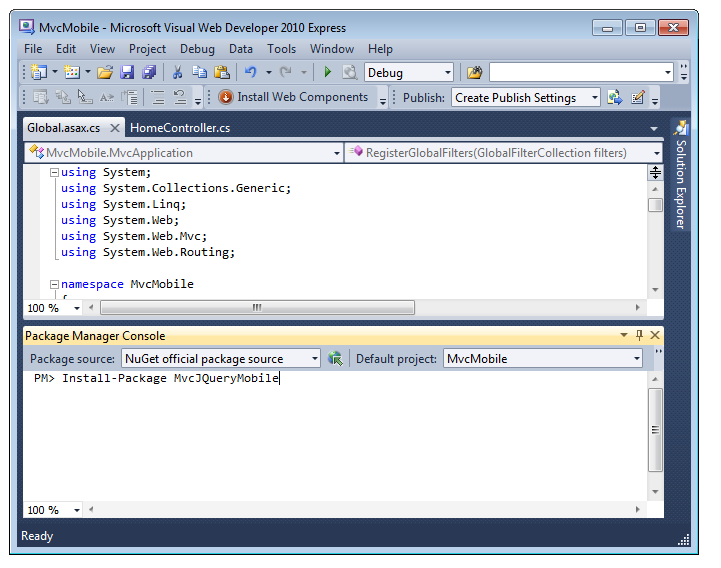 MvcMobile - Microsoft Visual Web Developer 2010 Express
File Edit View Project Debug Data Tools Window Help
Debug
Install Web Components Publish: Create Publish Settings
Global.asax.cs HomeController.cs
MvcMobile.MvcApplication RegisterGlobalFilters(GlobalFilterCollection filters)
Solution Explorer
using System;
using System.Collections.Generic;
using System.Linq;
using System.Web;
using System.Web.Mvc;
using System.Web.Routing;
namespace MvcMobile
{
100 %
Package Manager Console
Package source: NuGet official package source Default project: MvcMobile
PM> Install-Package MvcJQueryMobile
100 %
Ready